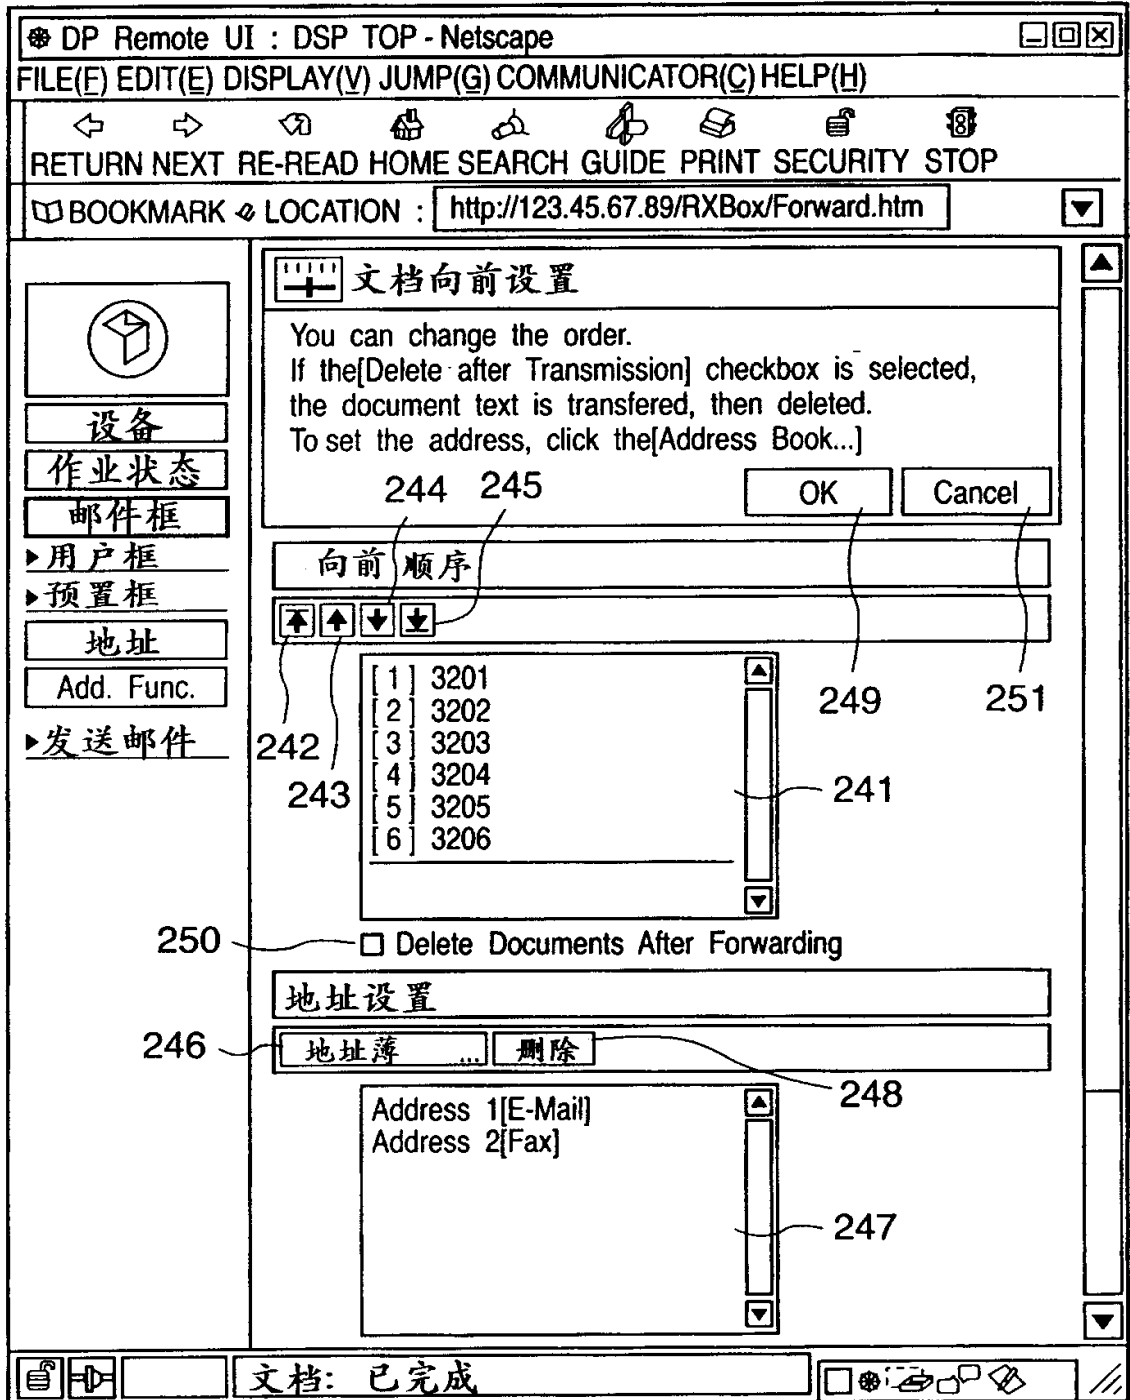 DP Remote UI : DSP TOP - Netscape
FILE(F) EDIT(E) DISPLAY(V) JUMP(G) COMMUNICATOR(C) HELP(H)
RETURN NEXT RE-READ HOME SEARCH GUIDE PRINT SECURITY STOP
BOOKMARK LOCATION : http://123.45.67.89/RXBox/Forward.htm
设备
作业状态
邮件框
用户框
预置框
地址
Add. Func.
发送邮件
文档向前设置
You can change the order.
If the[Delete after Transmission] checkbox is selected,
the document text is transfered, then deleted.
To set the address, click the[Address Book...]
244 245
OK Cancel
向前 顺序
249 251
242
243
[1] 3201
[2] 3202
[3] 3203
[4] 3204
[5] 3205
[6] 3206
241
250
Delete Documents After Forwarding
地址设置
246
地址薄 ... 删除
248
Address 1[E-Mail]
Address 2[Fax]
247
文档: 已完成